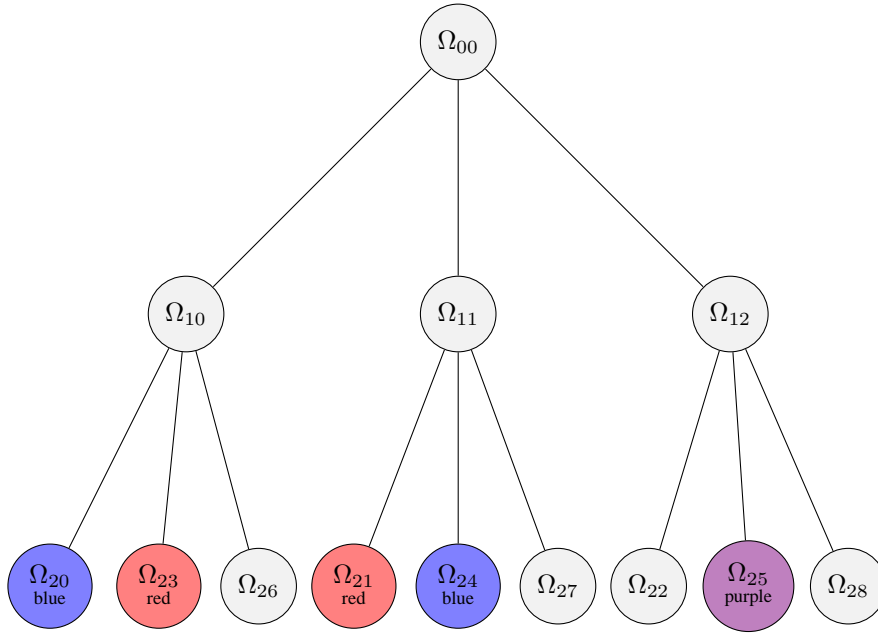 Ω₀₀
Ω₁₀ Ω₁₁ Ω₁₂
Ω₂₀ Ω₂₃ Ω₂₆ Ω₂₁ Ω₂₄ Ω₂₇ Ω₂₂ Ω₂₅ Ω₂₈
blue red red blue purple